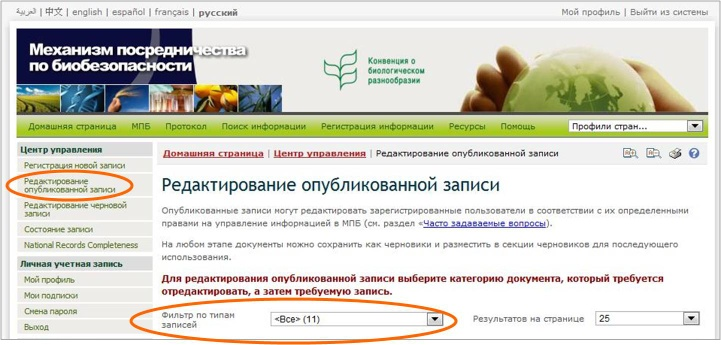 العربية | 中文 | english | español | français | русский
Мой профиль | Выйти из системы
Механизм посредничества
по биобезопасности
Конвенция о
биологическом
разнообразии
Домашняя страница МПБ Протокол Поиск информации Регистрация информации Ресурсы Помощь Профили стран...
Центр управления
Регистрация новой записи
Редактирование
опубликованной записи
Редактирование черновой
записи
Состояние записи
National Records Completeness
Личная учетная запись
Мой профиль
Мои подписки
Смена пароля
Выход
Домашняя страница | Центр управления | Редактирование опубликованной записи
Редактирование опубликованной записи
Опубликованные записи могут редактировать зарегистрированные пользователи в соответствии с их определенными
правами на управление информацией в МПБ (см. раздел «Часто задаваемые вопросы).
На любом этапе документы можно сохранить как черновики и разместить в секции черновиков для последующего
использования.
Для редактирования опубликованной записи выберите категорию документа, который требуется
отредактировать, а затем требуемую запись.
Фильтр по типам
записей
<Все> (11)
Результатов на странице
25